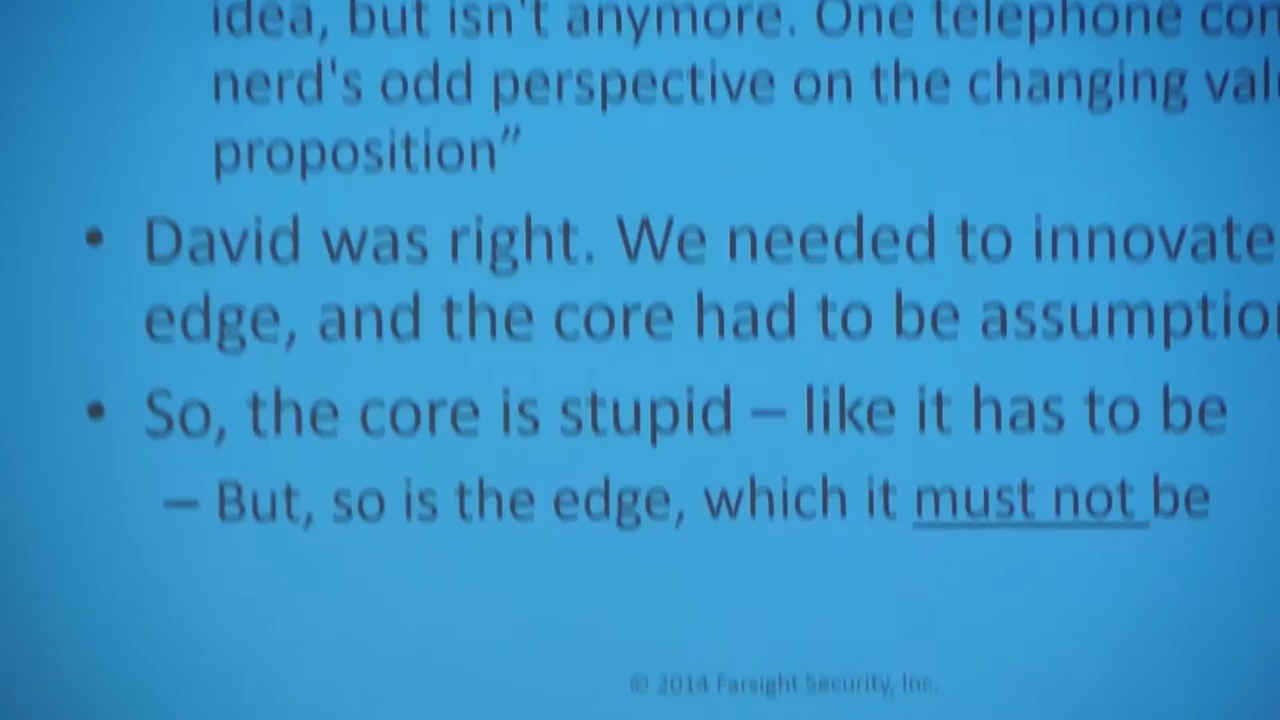 idea, but isn't anymore. One telephone
nerd's odd perspective on the changing
proposition”
• David was right. We needed to innovate
edge, and the core had to be
• So, the core is stupid – like it has to be
– But, so is the edge, which it must not be
© 2014 Farsight Security, Inc.